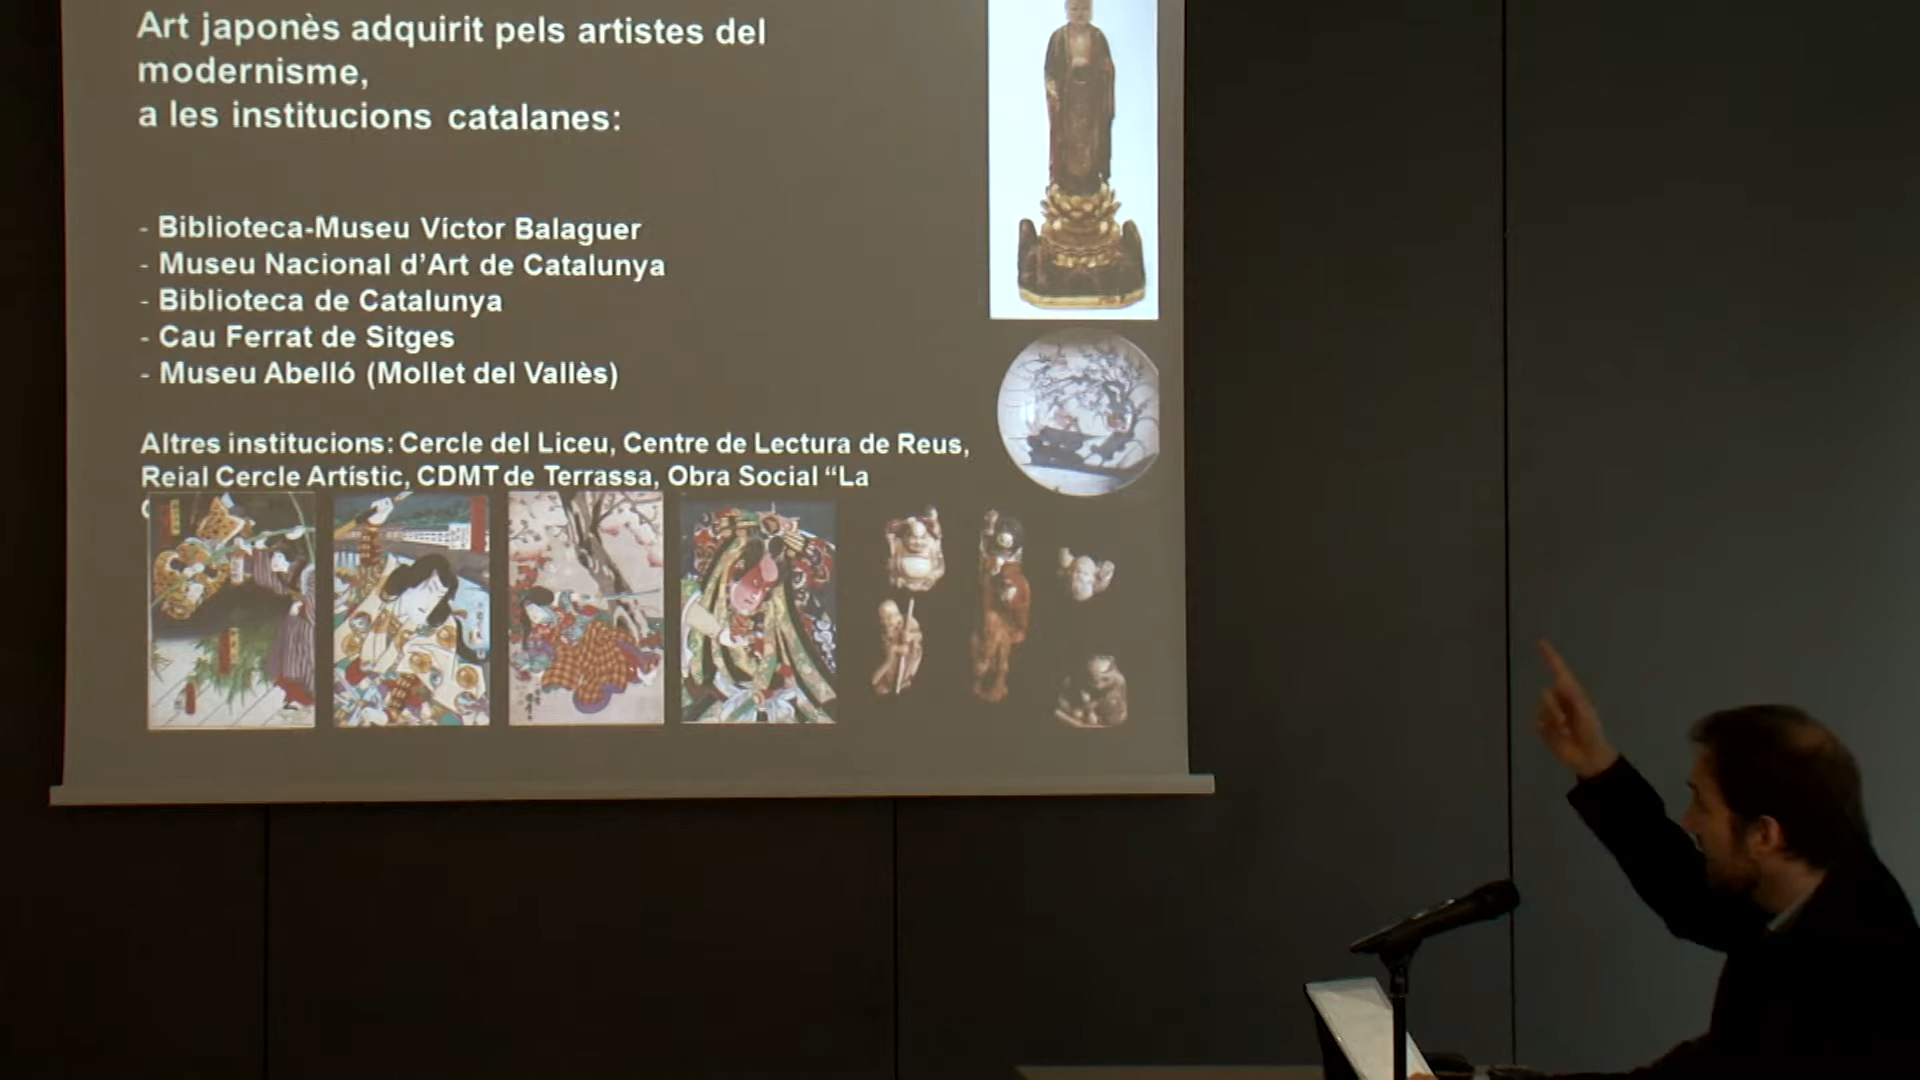 Art japonès adquirit pels artistes del
modernisme,
a les institucions catalanes:
- Biblioteca-Museu Víctor Balaguer
- Museu Nacional d’Art de Catalunya
- Biblioteca de Catalunya
- Cau Ferrat de Sitges
- Museu Abelló (Mollet del Vallès)
Altres institucions: Cercle del Liceu, Centre de Lectura de Reus,
Reial Cercle Artístic, CDMT de Terrassa, Obra Social “La